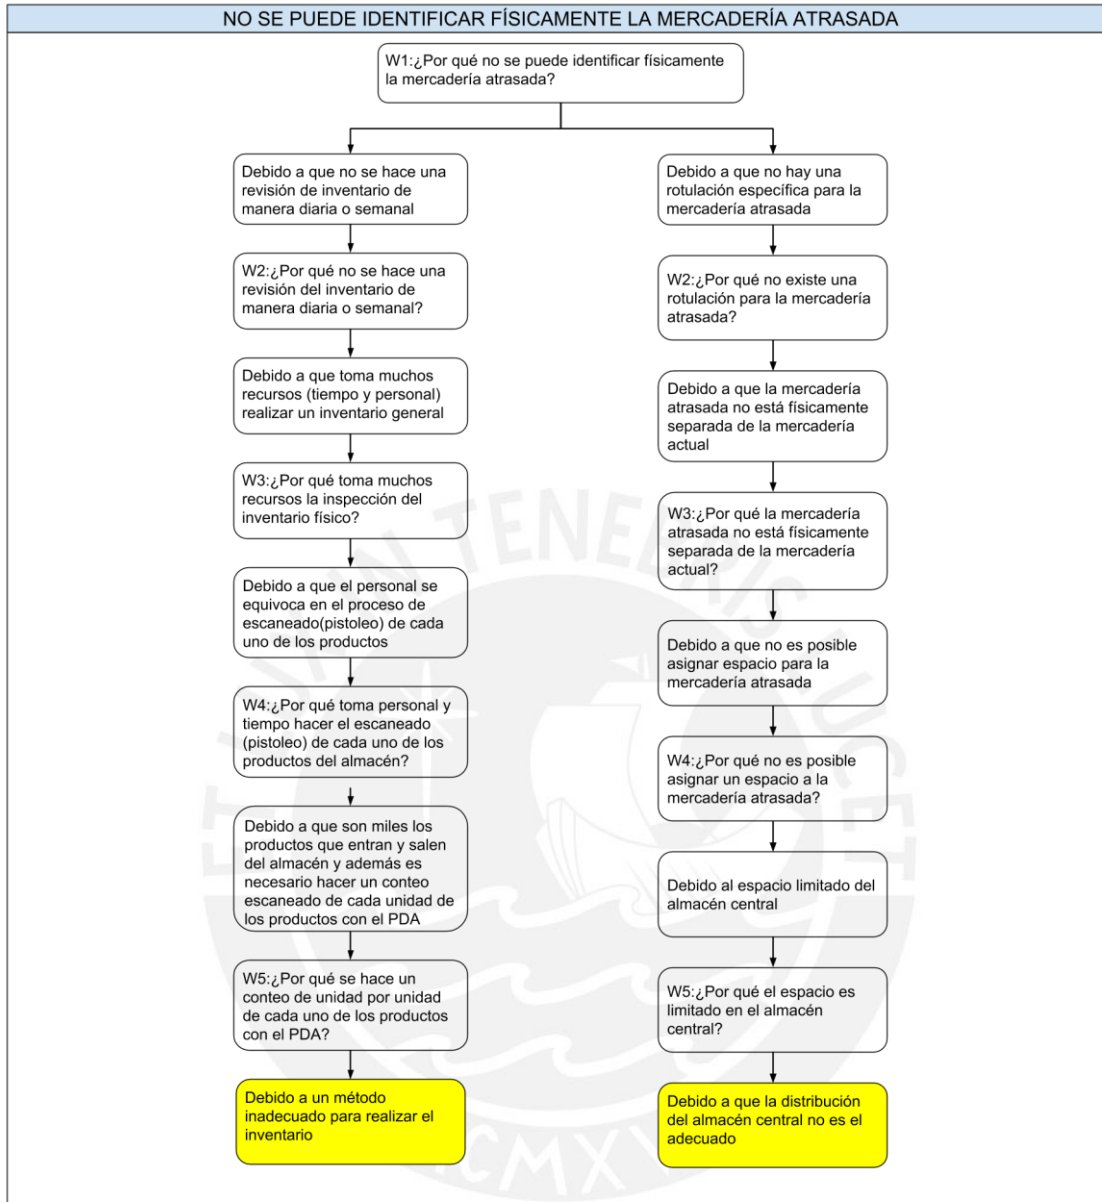 NO SE PUEDE IDENTIFICAR FÍSICAMENTE LA MERCADERÍA ATRASADA
W1:¿Por qué no se puede identificar físicamente
la mercadería atrasada?
Debido a que no se hace una
revisión de inventario de
manera diaria o semanal
W2:¿Por qué no se hace una
revisión del inventario de
manera diaria o semanal?
Debido a que toma muchos
recursos (tiempo y personal)
realizar un inventario general
W3:¿Por qué toma muchos
recursos la inspección del
inventario físico?
Debido a que el personal se
equivoca en el proceso de
escaneado(pistoleo) de cada
uno de los productos
W4:¿Por qué toma personal y
tiempo hacer el escaneado
(pistoleo) de cada uno de los
productos del almacén?
Debido a que son miles los
productos que entran y salen
del almacén y además es
necesario hacer un conteo
escaneado de cada unidad de
los productos con el PDA
W5:¿Por qué se hace un
conteo de unidad por unidad
de cada uno de los productos
con el PDA?
Debido a un método
inadecuado para realizar el
inventario
Debido a que no hay una
rotulación específica para la
mercadería atrasada
W2:¿Por qué no existe una
rotulación para la mercadería
atrasada?
Debido a que la mercadería
atrasada no está físicamente
separada de la mercadería
actual
W3:¿Por qué la mercadería
atrasada no está físicamente
separada de la mercadería
actual?
Debido a que no es posible
asignar espacio para la
mercadería atrasada
W4:¿Por qué no es posible
asignar un espacio a la
mercadería atrasada?
Debido al espacio limitado del
almacén central
W5:¿Por qué el espacio es
limitado en el almacén
central?
Debido a que la distribución
del almacén central no es el
adecuado